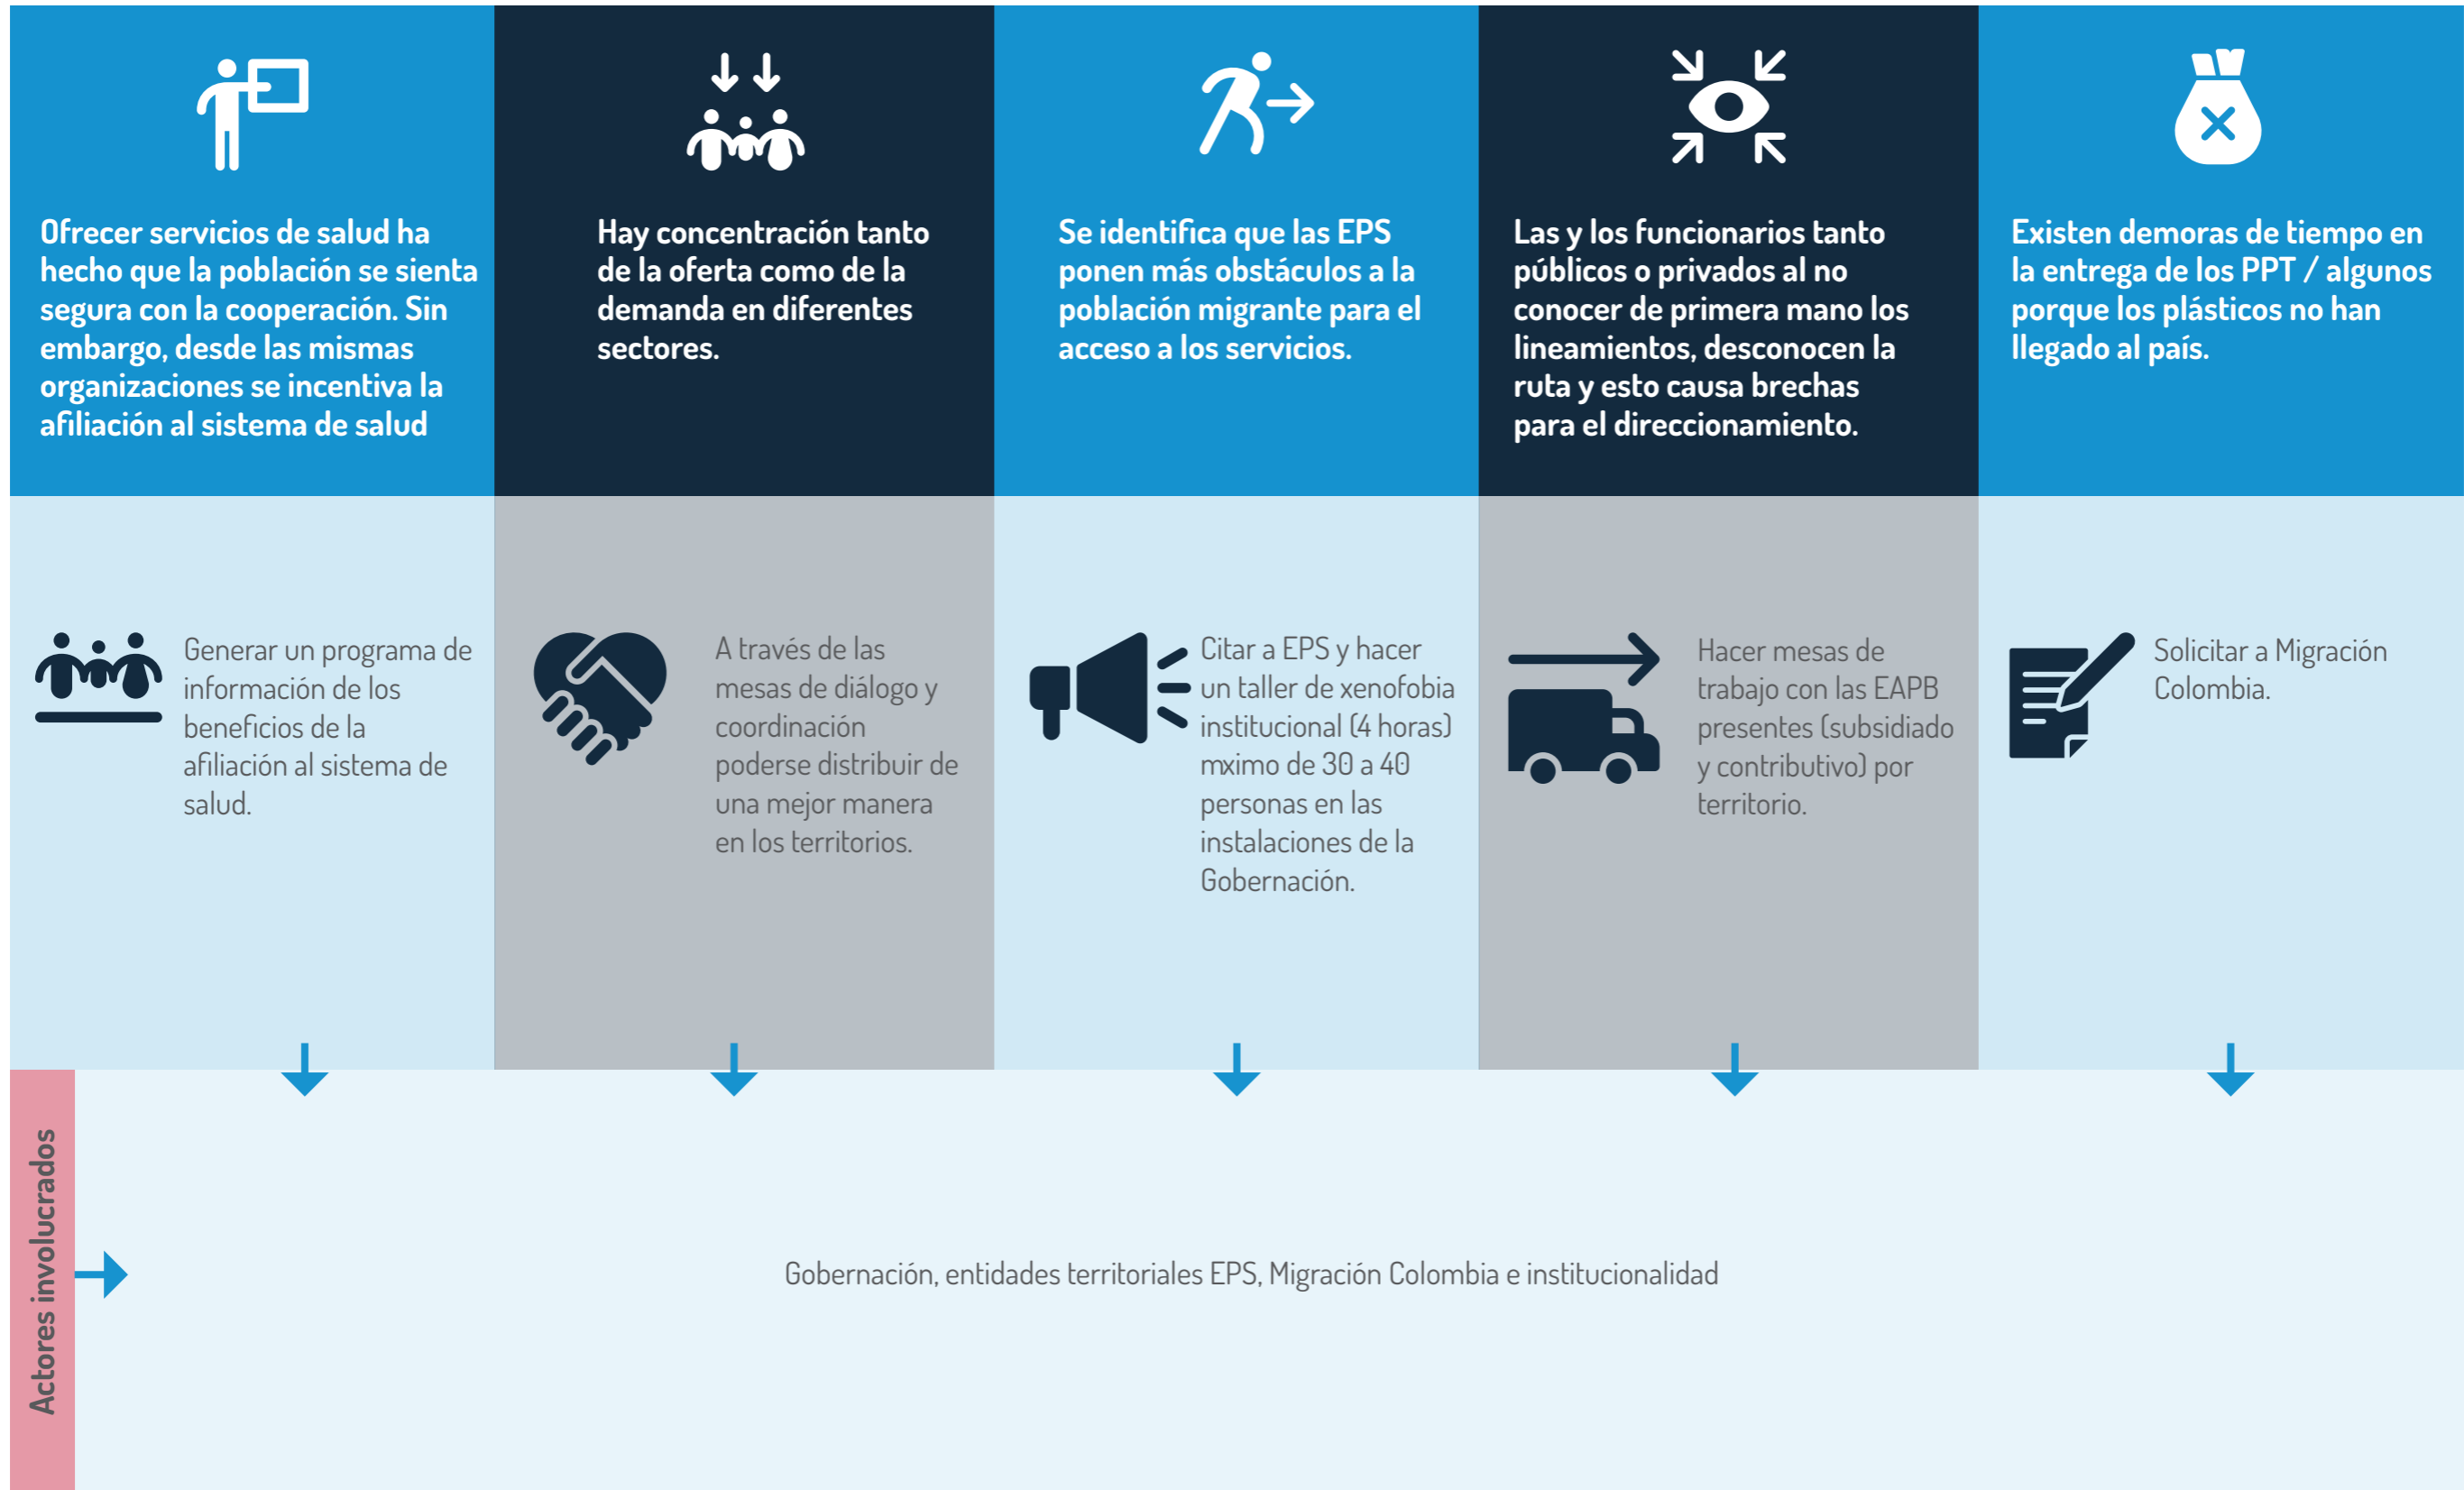 Ofrecer servicios de salud ha
hecho que la población se sienta
segura con la cooperación. Sin
embargo, desde las mismas
organizaciones se incentiva la
afiliación al sistema de salud
Hay concentración tanto
de la oferta como de la
demanda en diferentes
sectores.
Se identifica que las EPS
ponen más obstáculos a la
población migrante para el
acceso a los servicios.
Las y los funcionarios tanto
públicos o privados al no
conocer de primera mano los
lineamientos, desconocen la
ruta y esto causa brechas
para el direccionamiento.
Existen demoras de tiempo en
la entrega de los PPT / algunos
porque los plásticos no han
llegado al país.
Generar un programa de
información de los
beneficios de la
afiliación al sistema de
salud.
A través de las
mesas de diálogo y
coordinación
poderse distribuir de
una mejor manera
en los territorios.
Citar a EPS y hacer
un taller de xenofobia
institucional (4 horas)
mximo de 30 a 40
personas en las
instalaciones de la
Gobernación.
Hacer mesas de
trabajo con las EAPB
presentes (subsidiado
y contributivo) por
territorio.
Solicitar a Migración
Colombia.
Actores involucrados
Gobernación, entidades territoriales EPS, Migración Colombia e institucionalidad